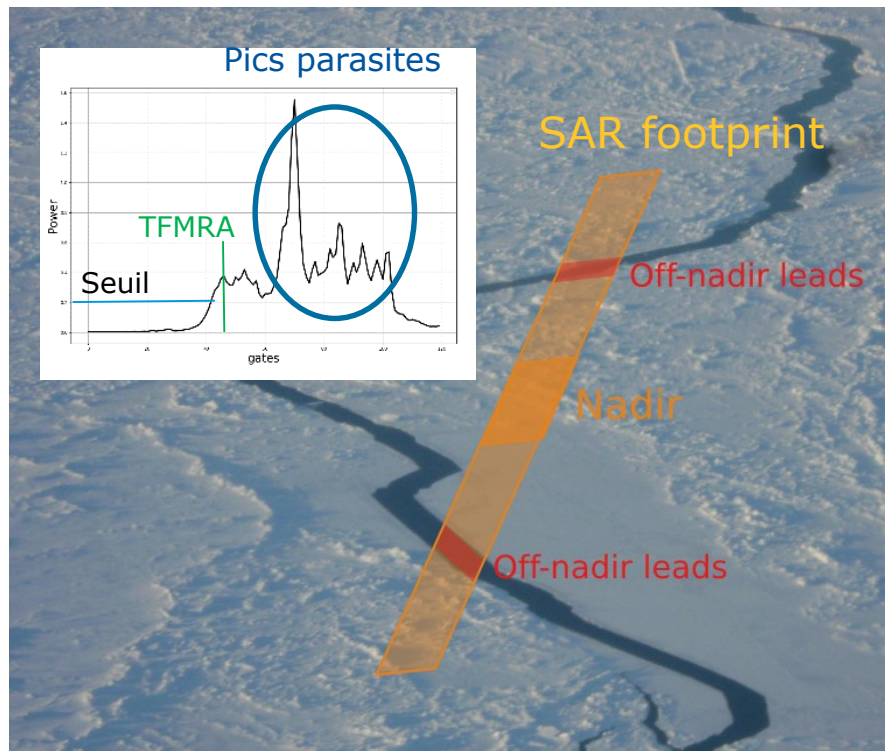 Pics parasites
SAR footprint
Power
TFMRA
Seuil
gates
Off-nadir leads
Nadir
Off-nadir leads